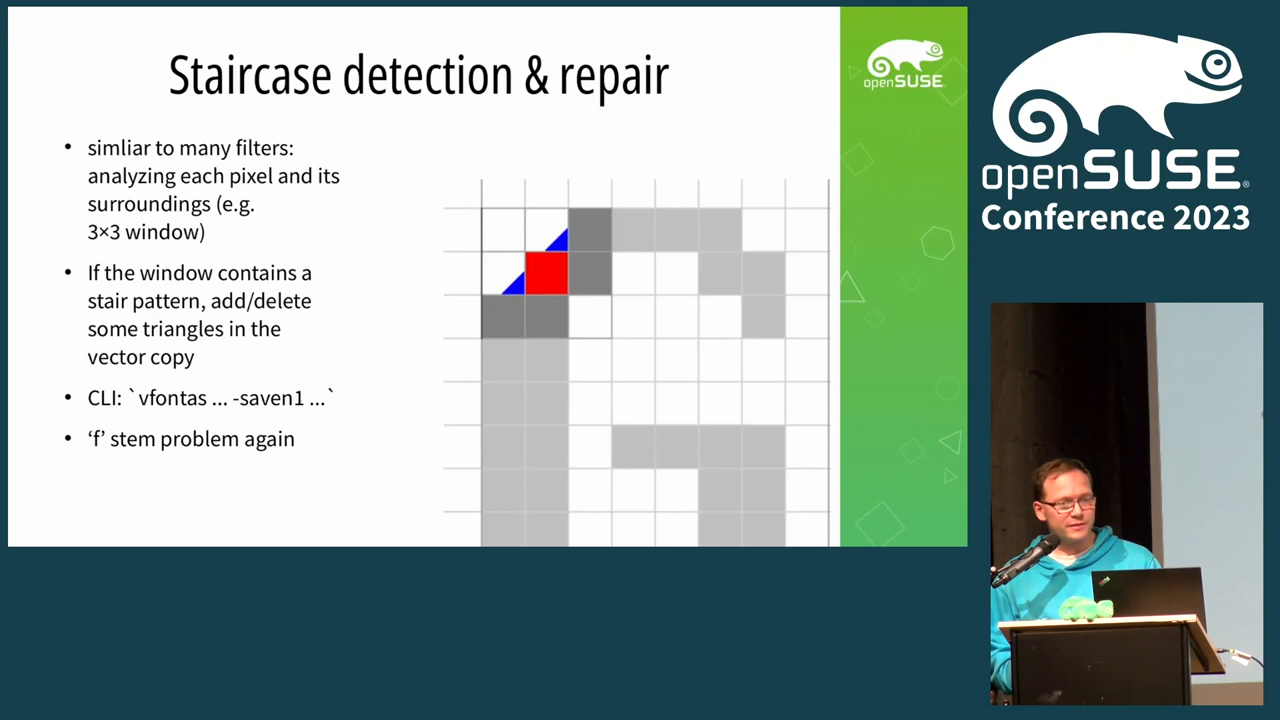 Staircase detection & repair
• simliar to many filters:
analyzing each pixel and its
surroundings (e.g.
3×3 window)
• If the window contains a
stair pattern, add/delete
some triangles in the
vector copy
• CLI: `vfontas ... -saven1 ...`
• ‘f’ stem problem again
openSUSE
openSUSE®
Conference 2023